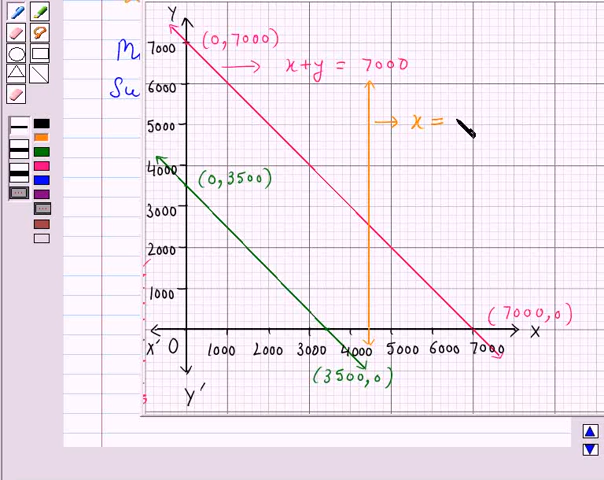 Y
7000
(0,7000)
x+y = 7000
6000
5000
x =
4000
(0,3500)
3000
2000
1000
(7000,0)
X' O 1000 2000 3000 4000 5000 6000 7000 X
(3500,0)
Y'